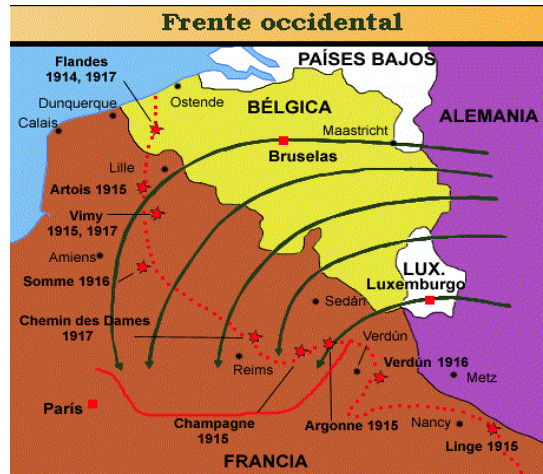 Frente occidental
Flandes
1914, 1917
PAÍSES BAJOS
Ostende
Dunquerque
BÉLGICA
ALEMANIA
Calais
Maastricht
Bruselas
Lille
Artois 1915
Vimy
1915, 1917
Amiens
LUX.
Luxemburgo
Somme 1916
Sedán
Chemin des Dames
1917
Verdún
Reims
Verdún 1916
Metz
París
Champagne
1915
Argonne 1915
Nancy
Linge 1915
FRANCIA